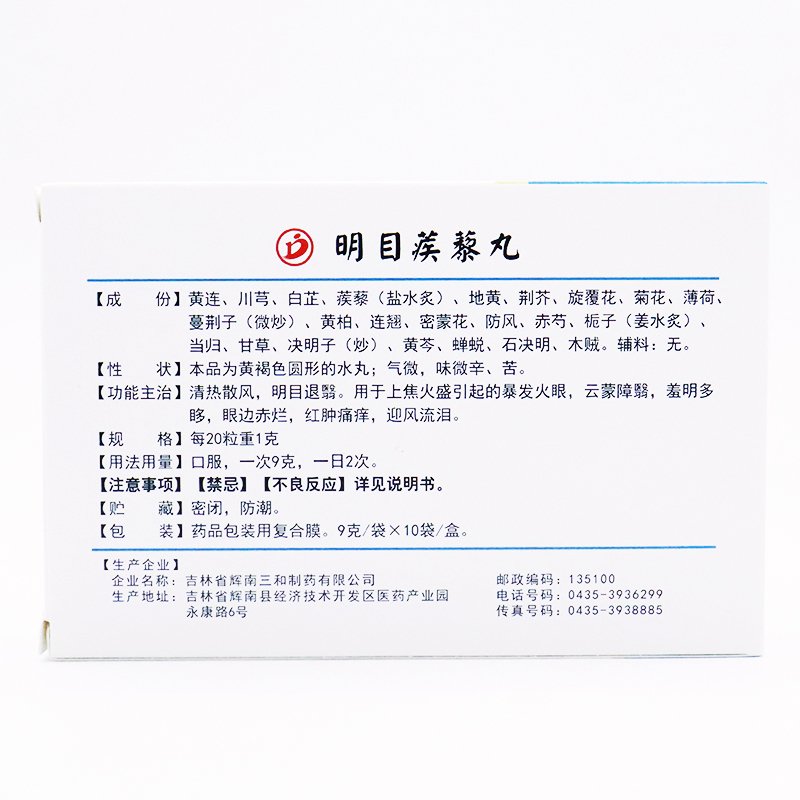 明目蒺藜丸
【成 份】黄连、川芎、白芷、蒺藜（盐水炙）、地黄、荆芥、旋覆花、菊花、薄荷、
蔓荆子（微炒）、黄柏、连翘、密蒙花、防风、赤芍、栀子（姜水炙）、
当归、甘草、决明子（炒）、黄芩、蝉蜕、石决明、木贼。辅料：无。
【性 状】本品为黄褐色圆形的水丸；气微，味微辛、苦。
【功能主治】清热散风，明目退翳。用于上焦火盛引起的暴发火眼，云蒙障翳，羞明多
眵，眼边赤烂，红肿痛痒，迎风流泪。
【规 格】每20粒重1克
【用法用量】口服，一次9克，一日2次。
【注意事项】【禁忌】【不良反应】详见说明书。
【贮 藏】密闭，防潮。
【包 装】药品包装用复合膜。9克/袋×10袋/盒。
【生产企业】
企业名称：吉林省辉南三和制药有限公司 邮政编码：135100
生产地址：吉林省辉南县经济技术开发区医药产业园 电话号码：0435-3936299
永康路6号 传真号码：0435-3938885